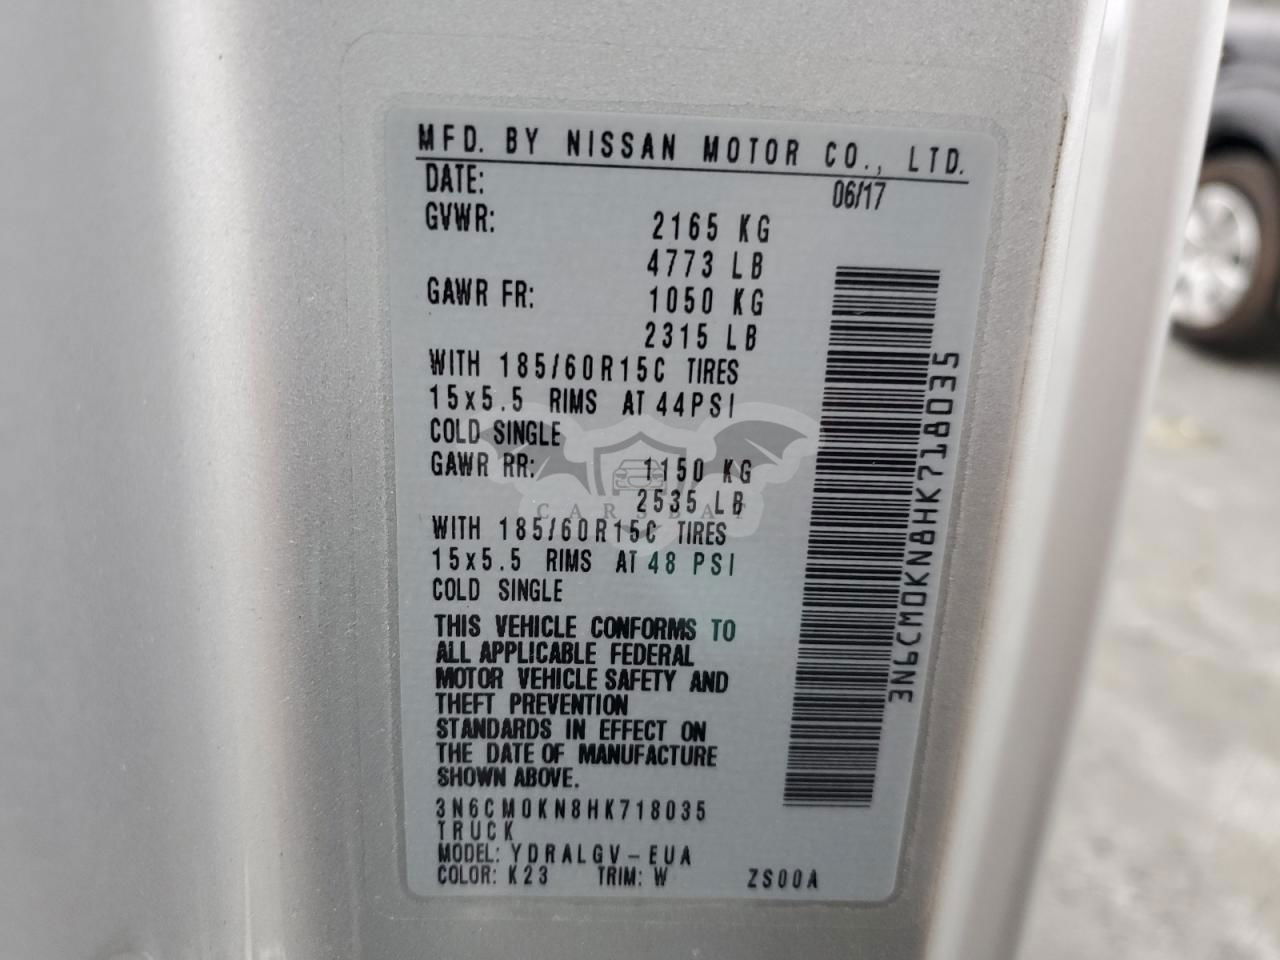 MFD. BY NISSAN MOTOR CO., LTD.
DATE: 06/17
GVWR: 2165 KG
4773 LB
GAWR FR: 1050 KG
2315 LB
WITH 185/60R15C TIRES
15x5.5 RIMS AT 44PSI
COLD SINGLE
GAWR RR: 1150 KG
2535 LB
CARSBAT
WITH 185/60R15C TIRES
15x5.5 RIMS AT 48 PSI
COLD SINGLE
THIS VEHICLE CONFORMS TO
ALL APPLICABLE FEDERAL
MOTOR VEHICLE SAFETY AND
THEFT PREVENTION
STANDARDS IN EFFECT ON
THE DATE OF MANUFACTURE
SHOWN ABOVE.
3N6CM0KN8HK718035
TRUCK
MODEL: YDRALGV-EUA
COLOR: K23 TRIM: W ZS00A
3N6CM0KN8HK718035